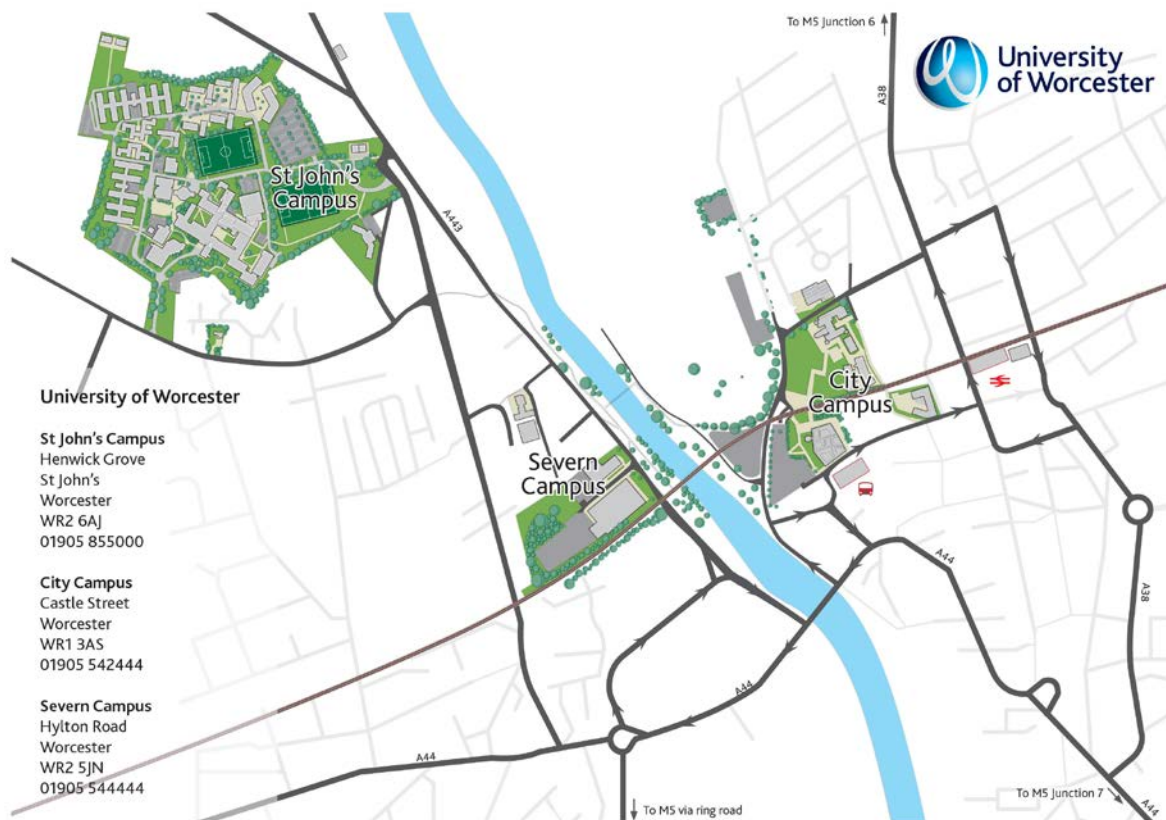 To M5 Junction 6
A38
University
of Worcester
St John's
Campus
A443
City
Campus
Severn
Campus
University of Worcester
St John's Campus
Henwick Grove
St John's
Worcester
WR2 6AJ
01905 855000
City Campus
Castle Street
Worcester
WR1 3AS
01905 542444
Severn Campus
Hylton Road
Worcester
WR2 5JN
01905 544444
A44
A38
A44
A44
To M5 via ring road
To M5 Junction 7
A44